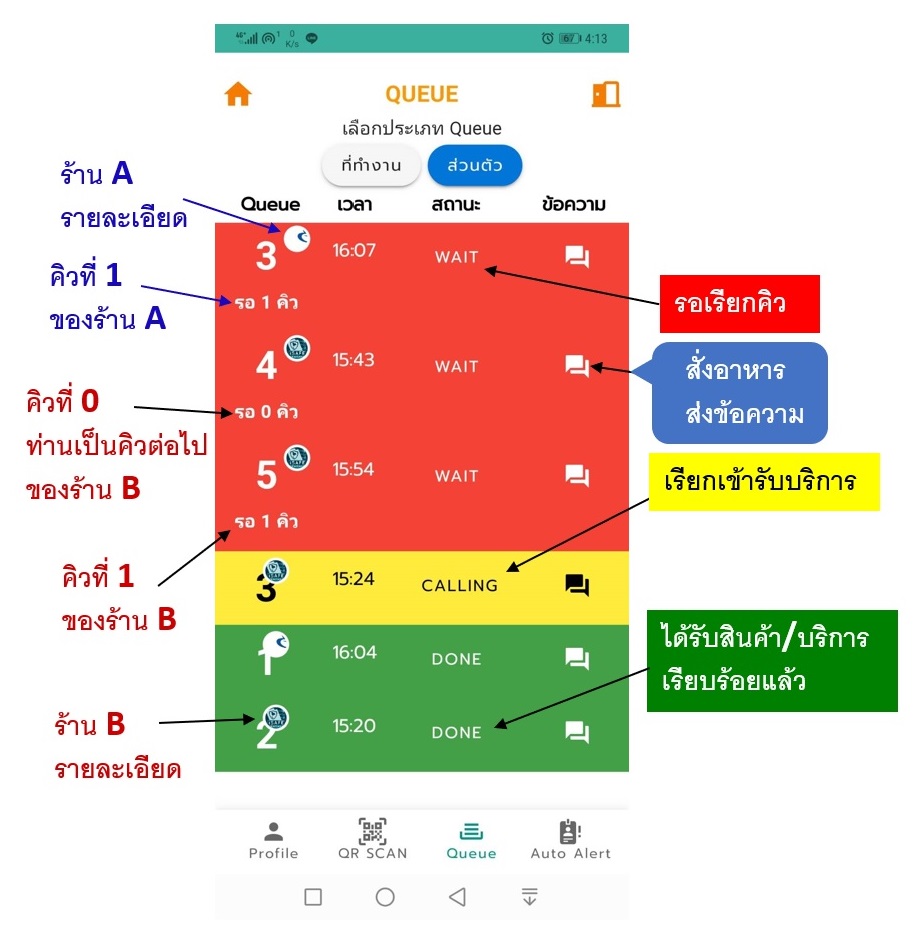 4G 1 0 K/s 67 4:13
QUEUE
เลือกประเภท Queue
ที่ทำงาน ส่วนตัว
Queue เวลา สถานะ ข้อความ
3 16:07 WAIT
รอ 1 คิว
4 15:43 WAIT
รอ 0 คิว
5 15:54 WAIT
รอ 1 คิว
3 15:24 CALLING
1 16:04 DONE
2 15:20 DONE
Profile QR SCAN Queue Auto Alert
ร้าน A
รายละเอียด
คิวที่ 1
ของร้าน A
คิวที่ 0
ท่านเป็นคิวต่อไป
ของร้าน B
คิวที่ 1
ของร้าน B
ร้าน B
รายละเอียด
รอเรียกคิว
สั่งอาหาร
ส่งข้อความ
เรียกเข้ารับบริการ
ได้รับสินค้า/บริการ
เรียบร้อยแล้ว